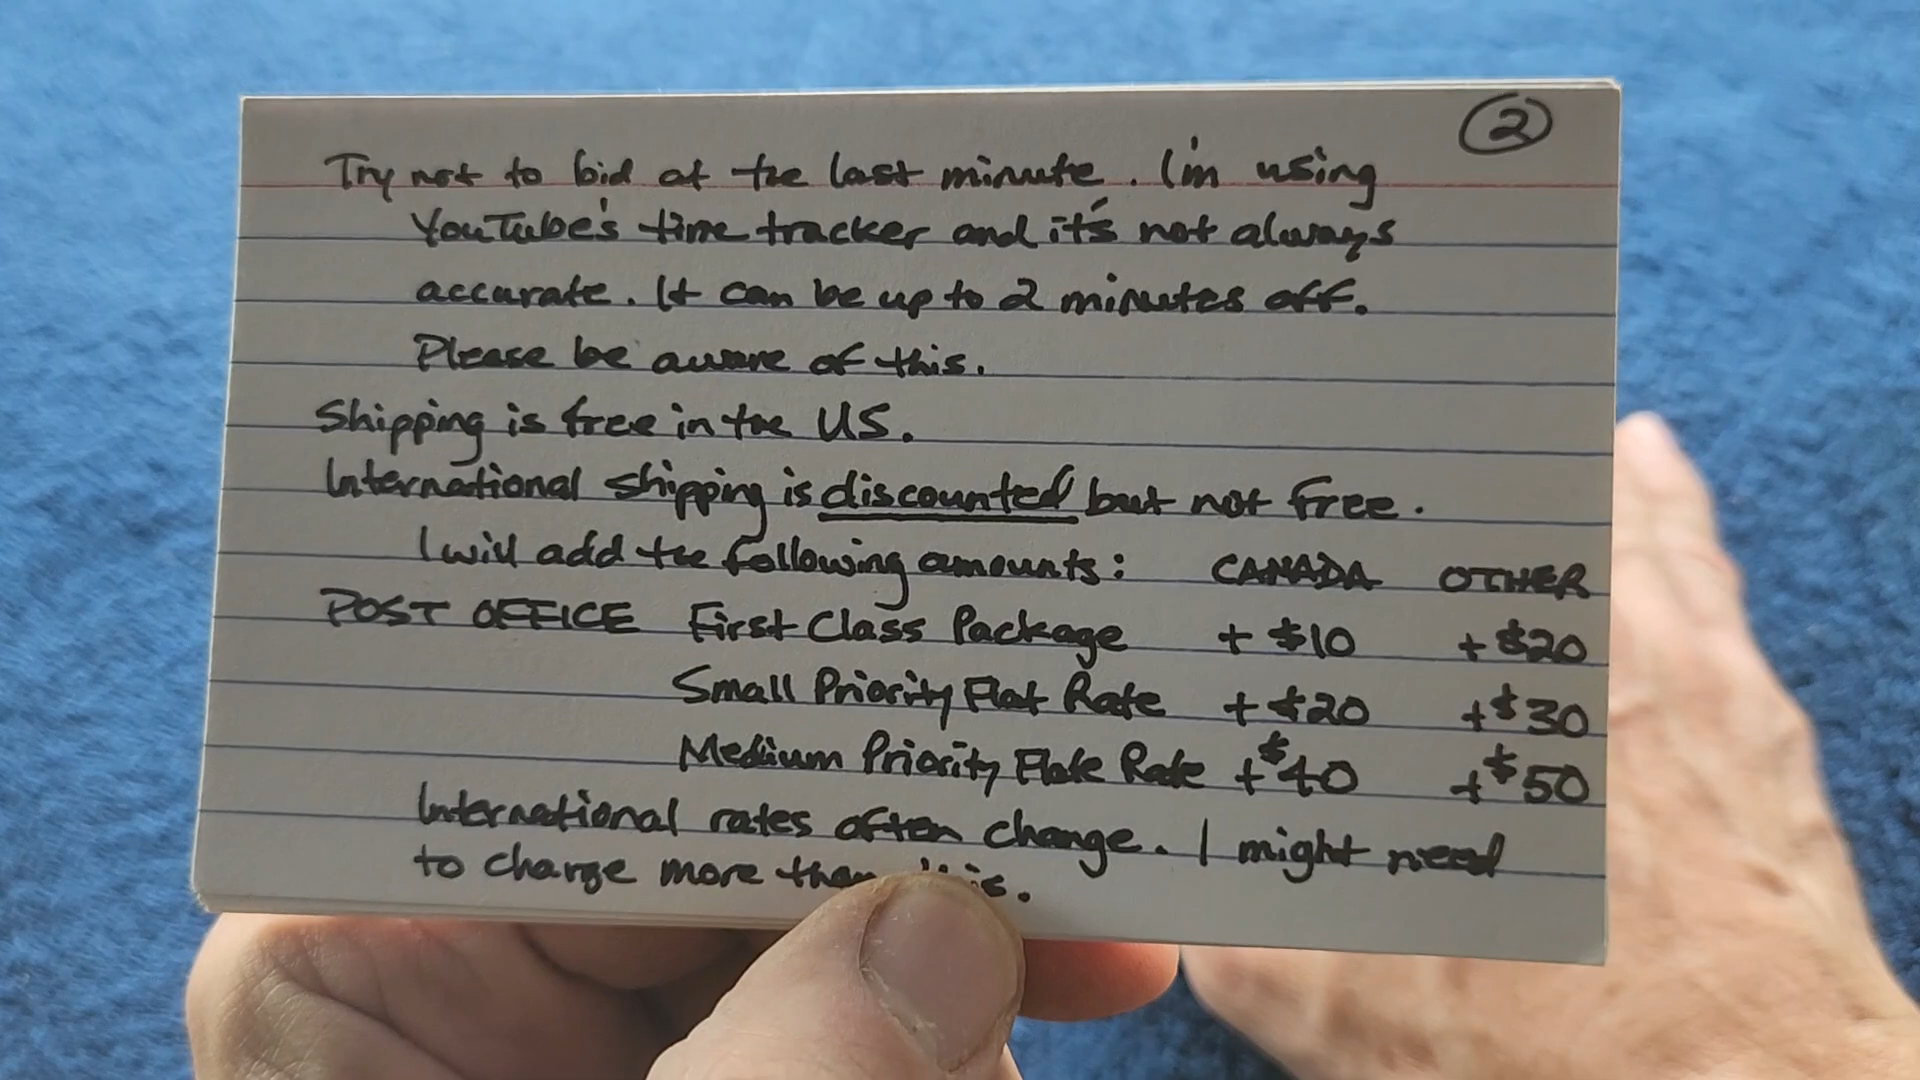 2
Try not to bid at the last minute. I'm using
YouTube's time tracker and it's not always
accurate. It can be up to 2 minutes off.
Please be aware of this.
Shipping is free in the US.
International shipping is discounted but not free.
I will add the following amounts: CANADA OTHER
POST OFFICE First Class Package +$10 +$20
Small Priority Flat Rate +$20 +$30
Medium Priority Flate Rate +$40 +$50
International rates often change. I might need
to charge more than